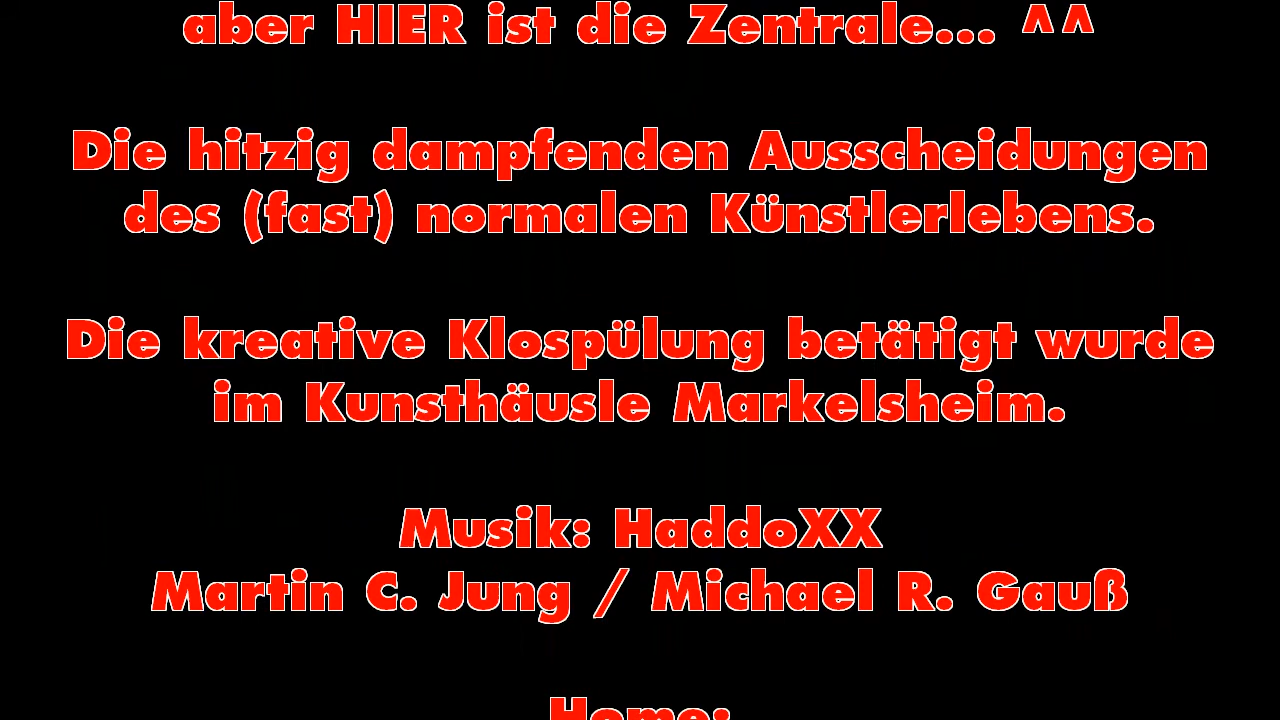 aber HIER ist die Zentrale... ^^
Die hitzig dampfenden Ausscheidungen
des (fast) normalen Künstlerlebens.
Die kreative Klospülung betätigt wurde
im Kunsthäusle Markelsheim.
Musik: HaddoXX
Martin C. Jung / Michael R. Gauß
Home: